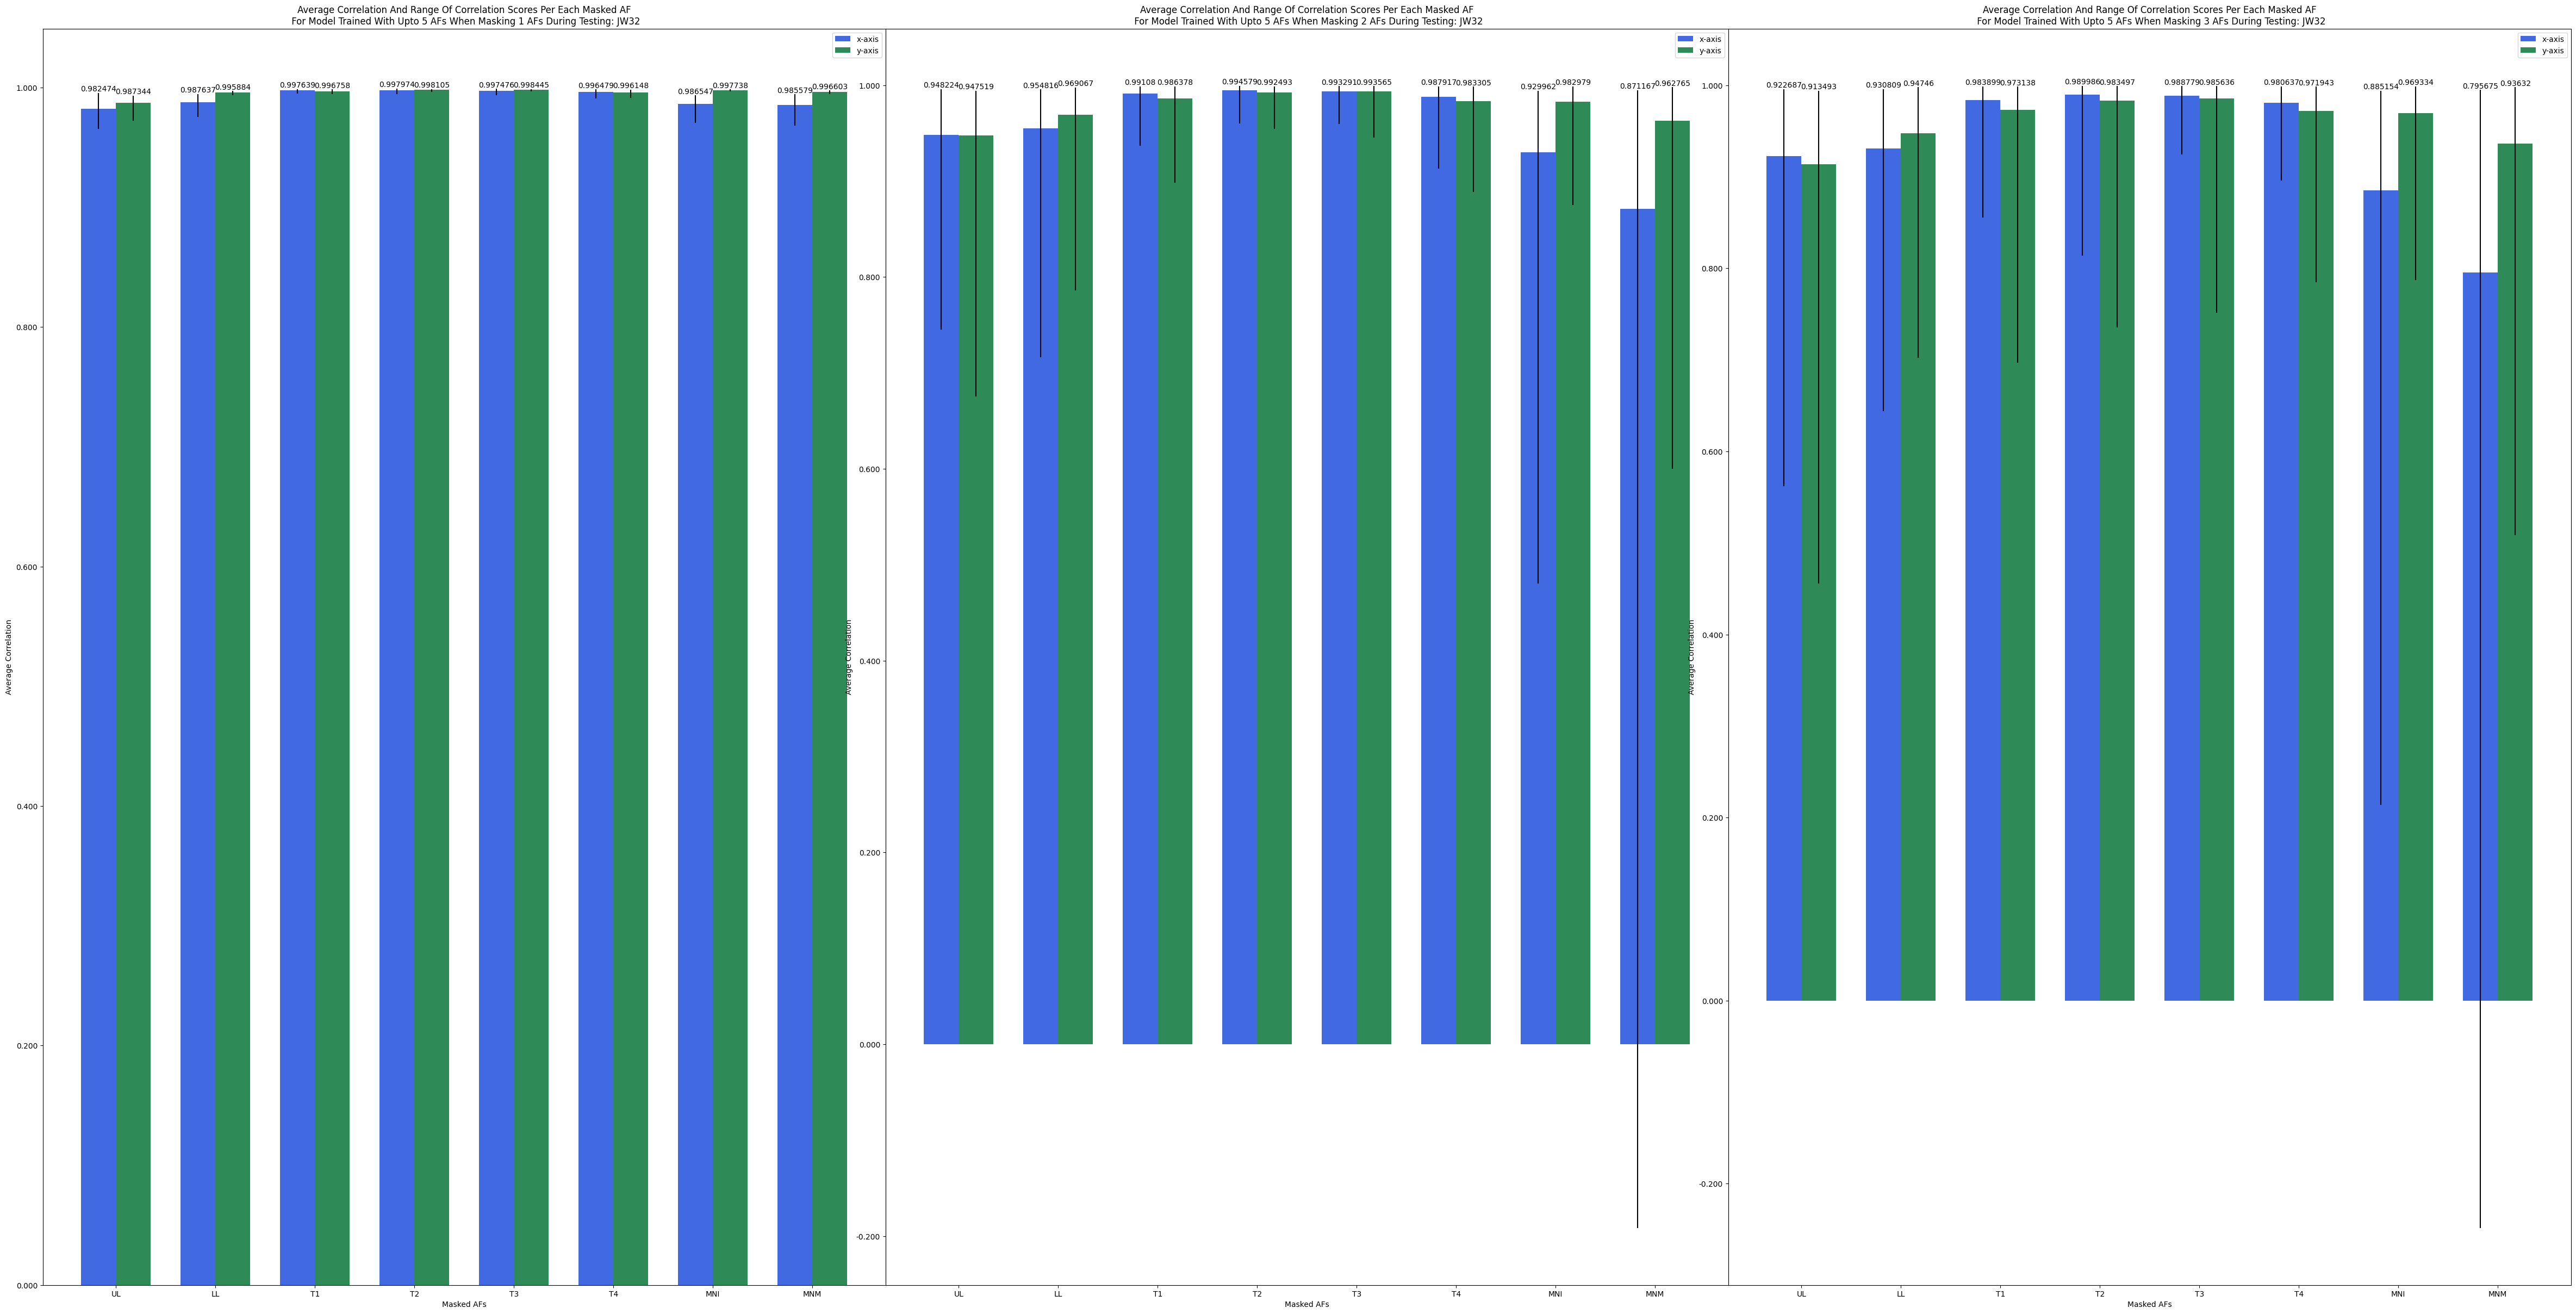 Average Correlation And Range Of Correlation Scores Per Each Masked AF
For Model Trained With Upto 5 AFs When Masking 1 AFs During Testing: JW32
x-axis
y-axis
1.000
0.800
0.600
0.400
0.200
0.000
Average Correlation
0.982474 0.987344 0.987637 0.995884 0.997639 0.996758 0.997974 0.998105 0.997476 0.998445 0.996479 0.996148 0.986547 0.997738 0.985579 0.996603
UL LL T1 T2 T3 T4 MNI MNM
Masked AFs
Average Correlation And Range Of Correlation Scores Per Each Masked AF
For Model Trained With Upto 5 AFs When Masking 2 AFs During Testing: JW32
x-axis
y-axis
1.000
0.800
0.600
0.400
0.200
0.000
-0.200
Average Correlation
0.948224 0.947519 0.954816 0.969067 0.99108 0.986378 0.994579 0.992493 0.993291 0.993565 0.987917 0.983305 0.929962 0.982979 0.871167 0.962765
UL LL T1 T2 T3 T4 MNI MNM
Masked AFs
Average Correlation And Range Of Correlation Scores Per Each Masked AF
For Model Trained With Upto 5 AFs When Masking 3 AFs During Testing: JW32
x-axis
y-axis
1.000
0.800
0.600
0.400
0.200
0.000
-0.200
Average Correlation
0.922687 0.913493 0.930809 0.94746 0.983899 0.973138 0.989986 0.983497 0.988779 0.985636 0.980637 0.971943 0.885154 0.969334 0.795675 0.93632
UL LL T1 T2 T3 T4 MNI MNM
Masked AFs